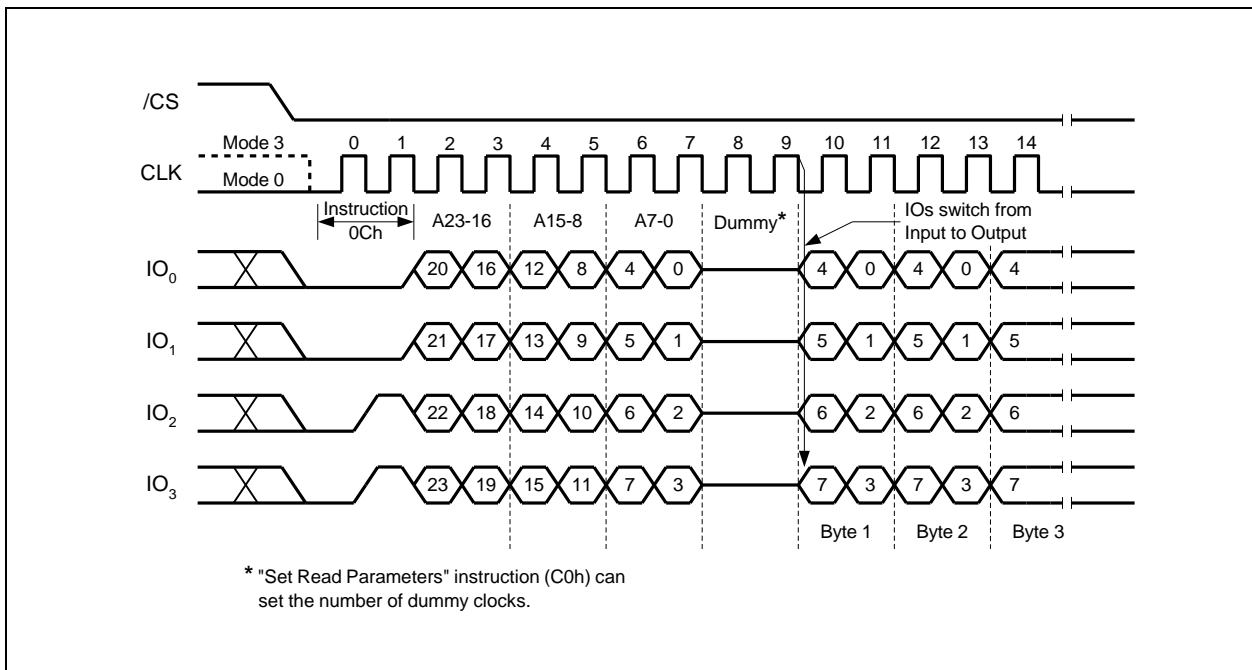 /CS
Mode 3 0 1 2 3 4 5 6 7 8 9 10 11 12 13 14
CLK
Mode 0
Instruction
0Ch
A23-16 A15-8 A7-0 Dummy*
IOs switch from
Input to Output
IO0 20 16 12 8 4 0 4 0 4 0 4
IO1 21 17 13 9 5 1 5 1 5 1 5
IO2 22 18 14 10 6 2 6 2 6 2 6
IO3 23 19 15 11 7 3 7 3 7 3 7
Byte 1 Byte 2 Byte 3
* "Set Read Parameters" instruction (C0h) can
set the number of dummy clocks.